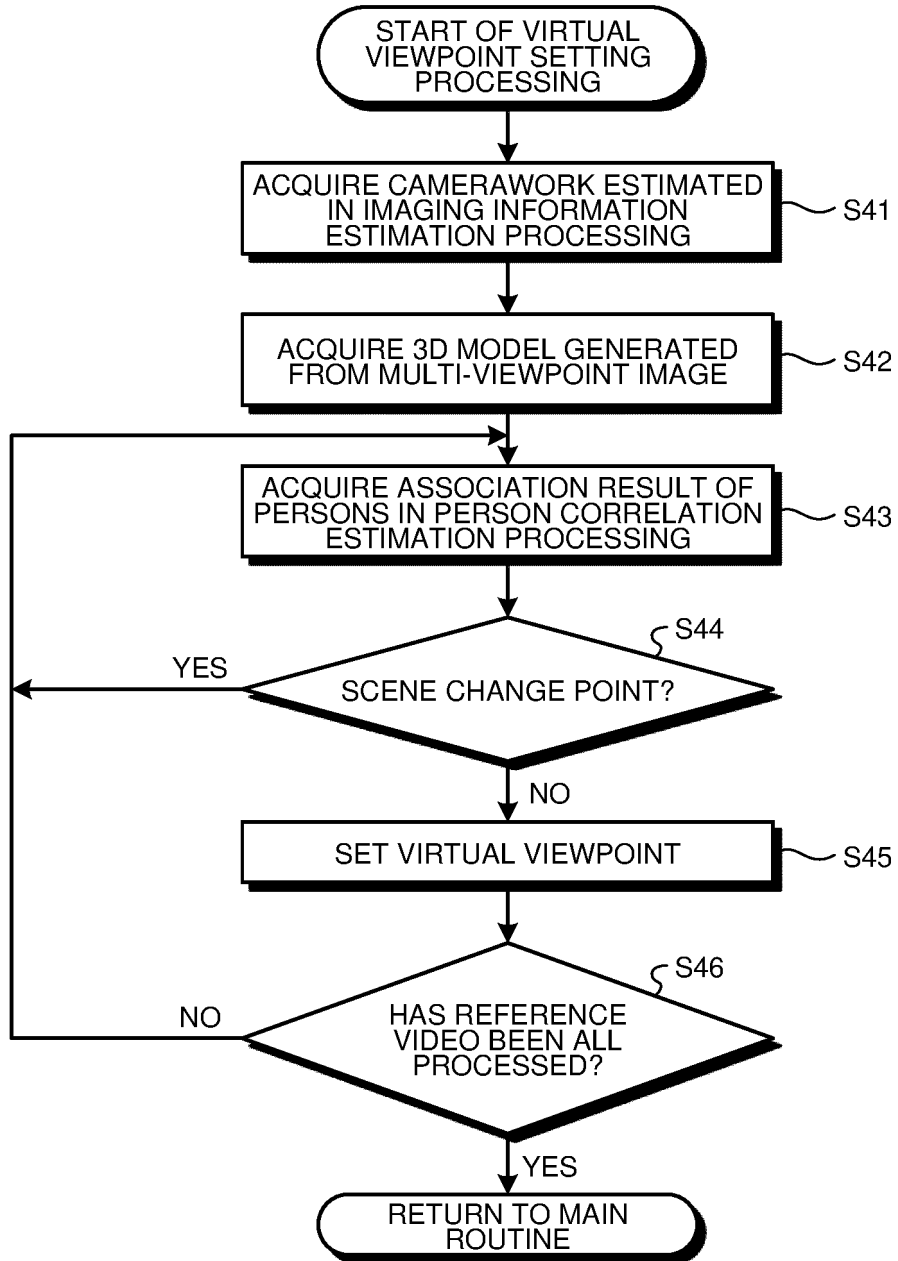 START OF VIRTUAL
VIEWPOINT SETTING
PROCESSING
ACQUIRE CAMERAWORK ESTIMATED
IN IMAGING INFORMATION
ESTIMATION PROCESSING
S41
ACQUIRE 3D MODEL GENERATED
FROM MULTI-VIEWPOINT IMAGE
S42
ACQUIRE ASSOCIATION RESULT OF
PERSONS IN PERSON CORRELATION
ESTIMATION PROCESSING
S43
S44
YES
SCENE CHANGE POINT?
NO
SET VIRTUAL VIEWPOINT
S45
S46
NO
HAS REFERENCE
VIDEO BEEN ALL
PROCESSED?
YES
RETURN TO MAIN
ROUTINE